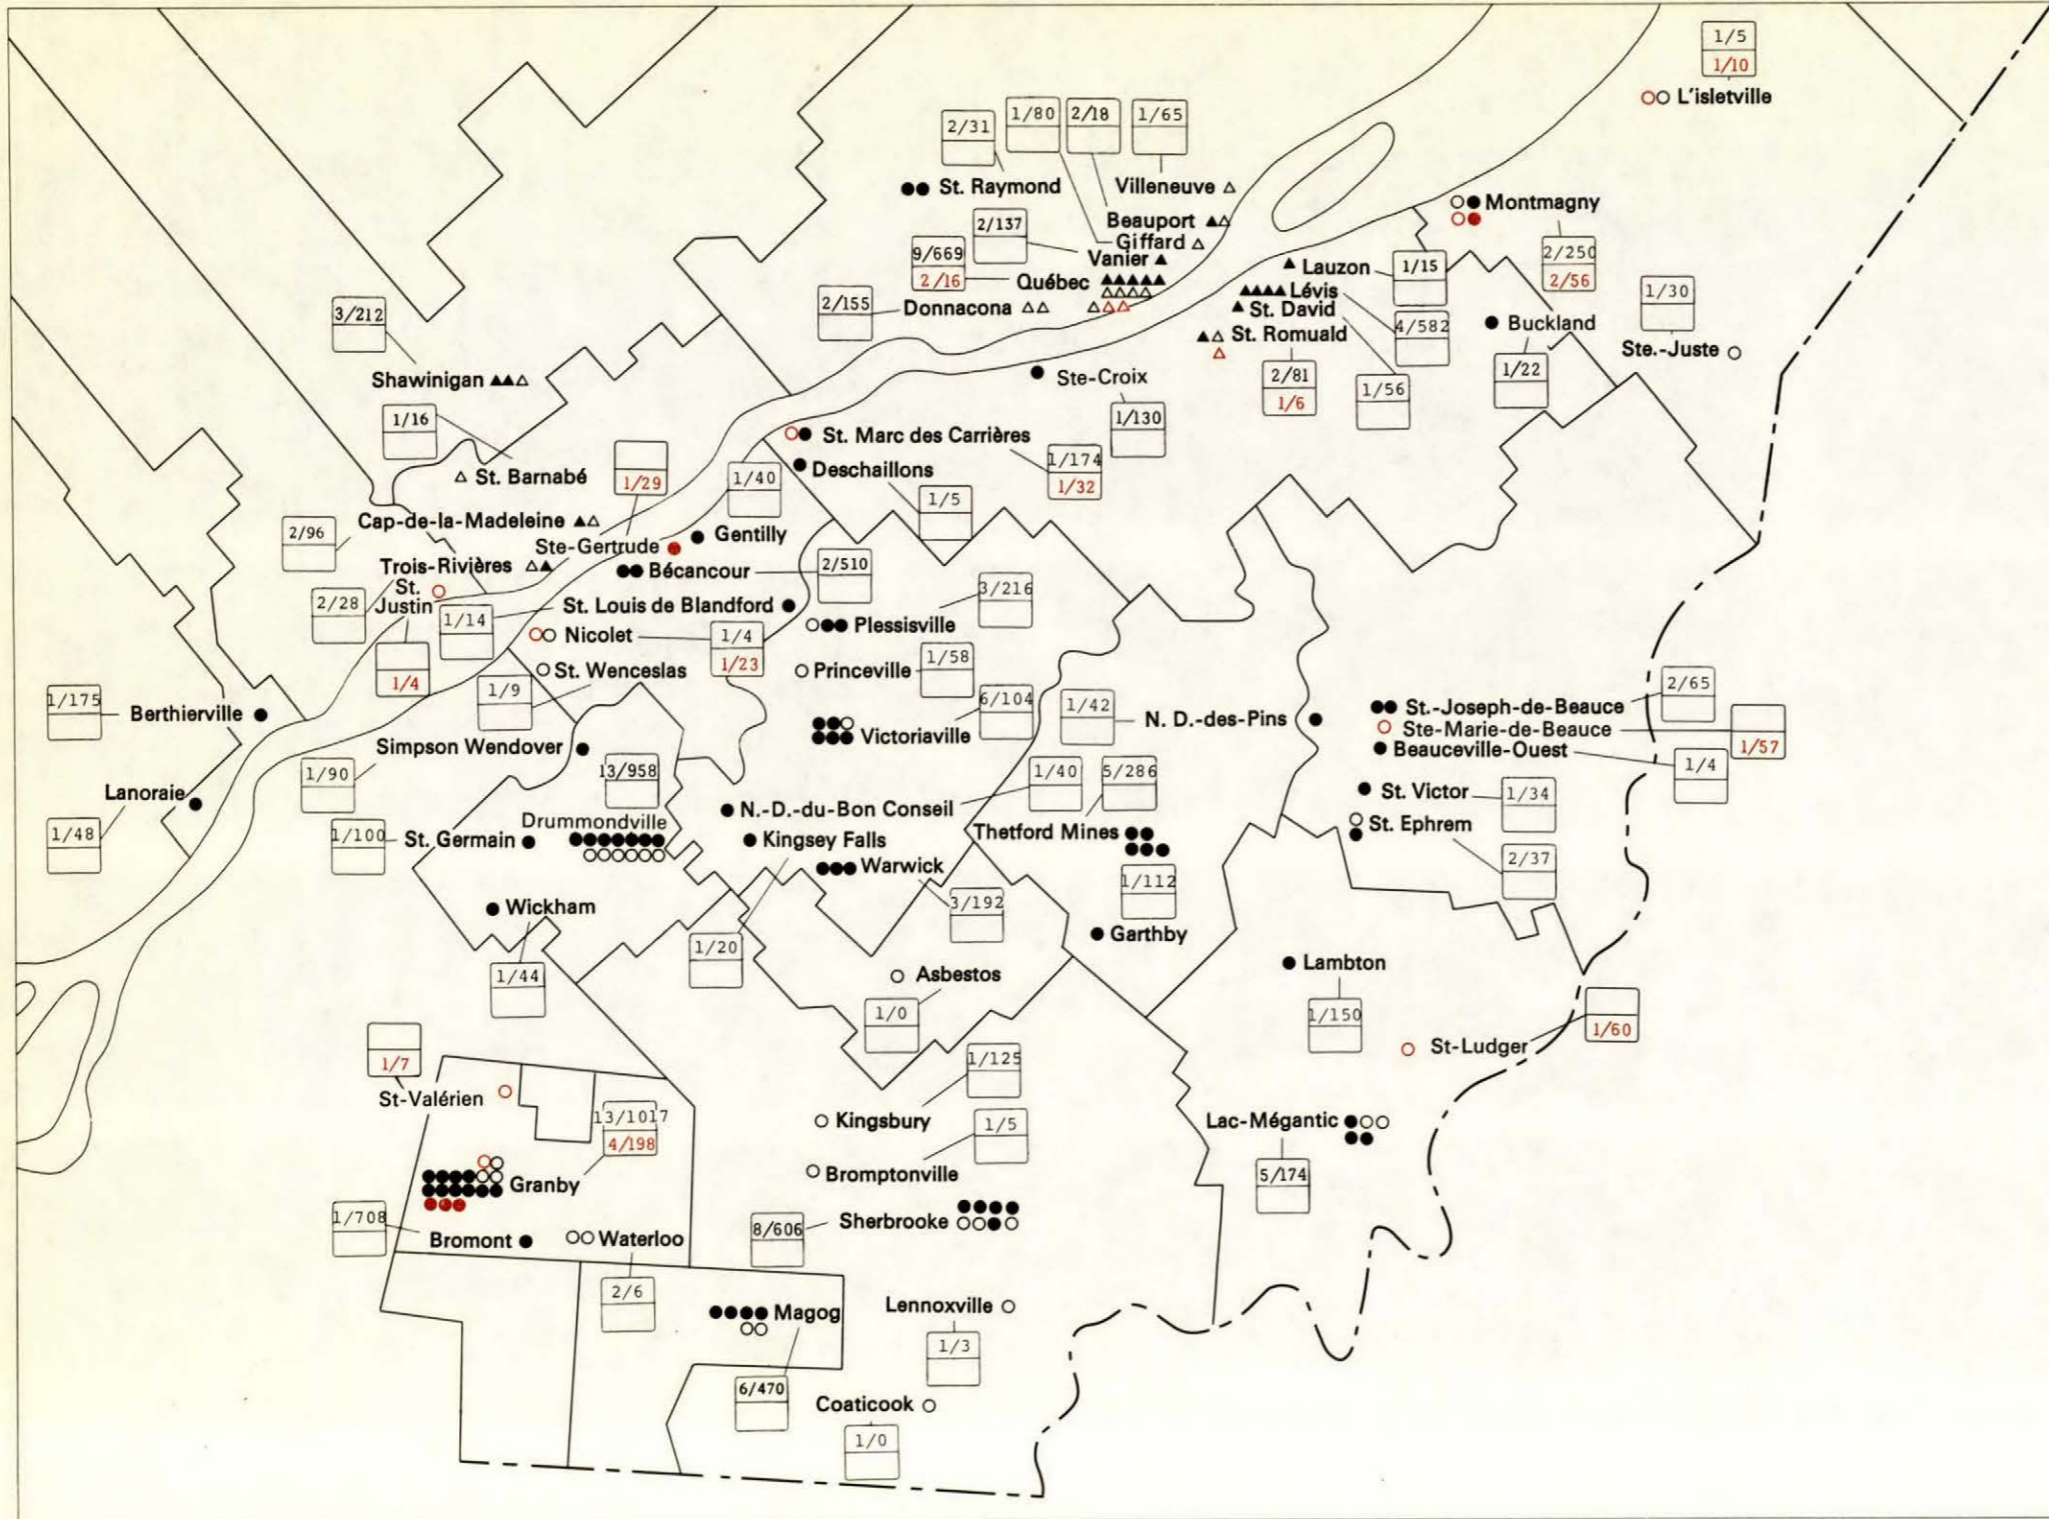 1/5
1/10
L'isletville
2/31
1/80
2/18
1/65
St. Raymond
Villeneuve
Beauport
Giffard
2/137
Vanier
9/669
2/16
Québec
2/155
Donnacona
Montmagny
2/250
2/56
Lauzon
1/15
Lévis
St. David
4/582
St. Romuald
2/81
1/6
1/56
Buckland
1/22
1/30
Ste.-Juste
3/212
Shawinigan
1/16
St. Barnabé
Ste-Croix
1/130
St. Marc des Carrières
1/174
1/32
Deschaillons
1/5
1/29
1/40
Cap-de-la-Madeleine
2/96
Ste-Gertrude
Gentilly
Trois-Rivières
Bécancour
2/510
St.
Justin
2/28
1/14
St. Louis de Blandford
1/4
Nicolet
1/4
1/23
3/216
Plessisville
Princeville
1/58
St. Wenceslas
1/9
6/104
Victoriaville
1/42
N. D.-des-Pins
1/175
Berthierville
Simpson Wendover
1/90
13/958
Lanoraie
1/48
1/100
St. Germain
Drummondville
N.-D.-du-Bon Conseil
1/40
5/286
Kingsey Falls
Thetford Mines
Warwick
3/192
1/112
Garthby
St.-Joseph-de-Beauce
2/65
Ste-Marie-de-Beauce
1/57
Beauceville-Ouest
1/4
St. Victor
1/34
St. Ephrem
2/37
Wickham
1/44
1/20
Asbestos
1/0
Lambton
1/150
St-Ludger
1/60
1/7
St-Valérien
1/125
Kingsbury
13/1017
4/198
1/5
Bromptonville
Lac-Mégantic
5/174
Granby
1/708
Bromont
Waterloo
2/6
8/606
Sherbrooke
Magog
6/470
Lennoxville
1/3
Coaticook
1/0